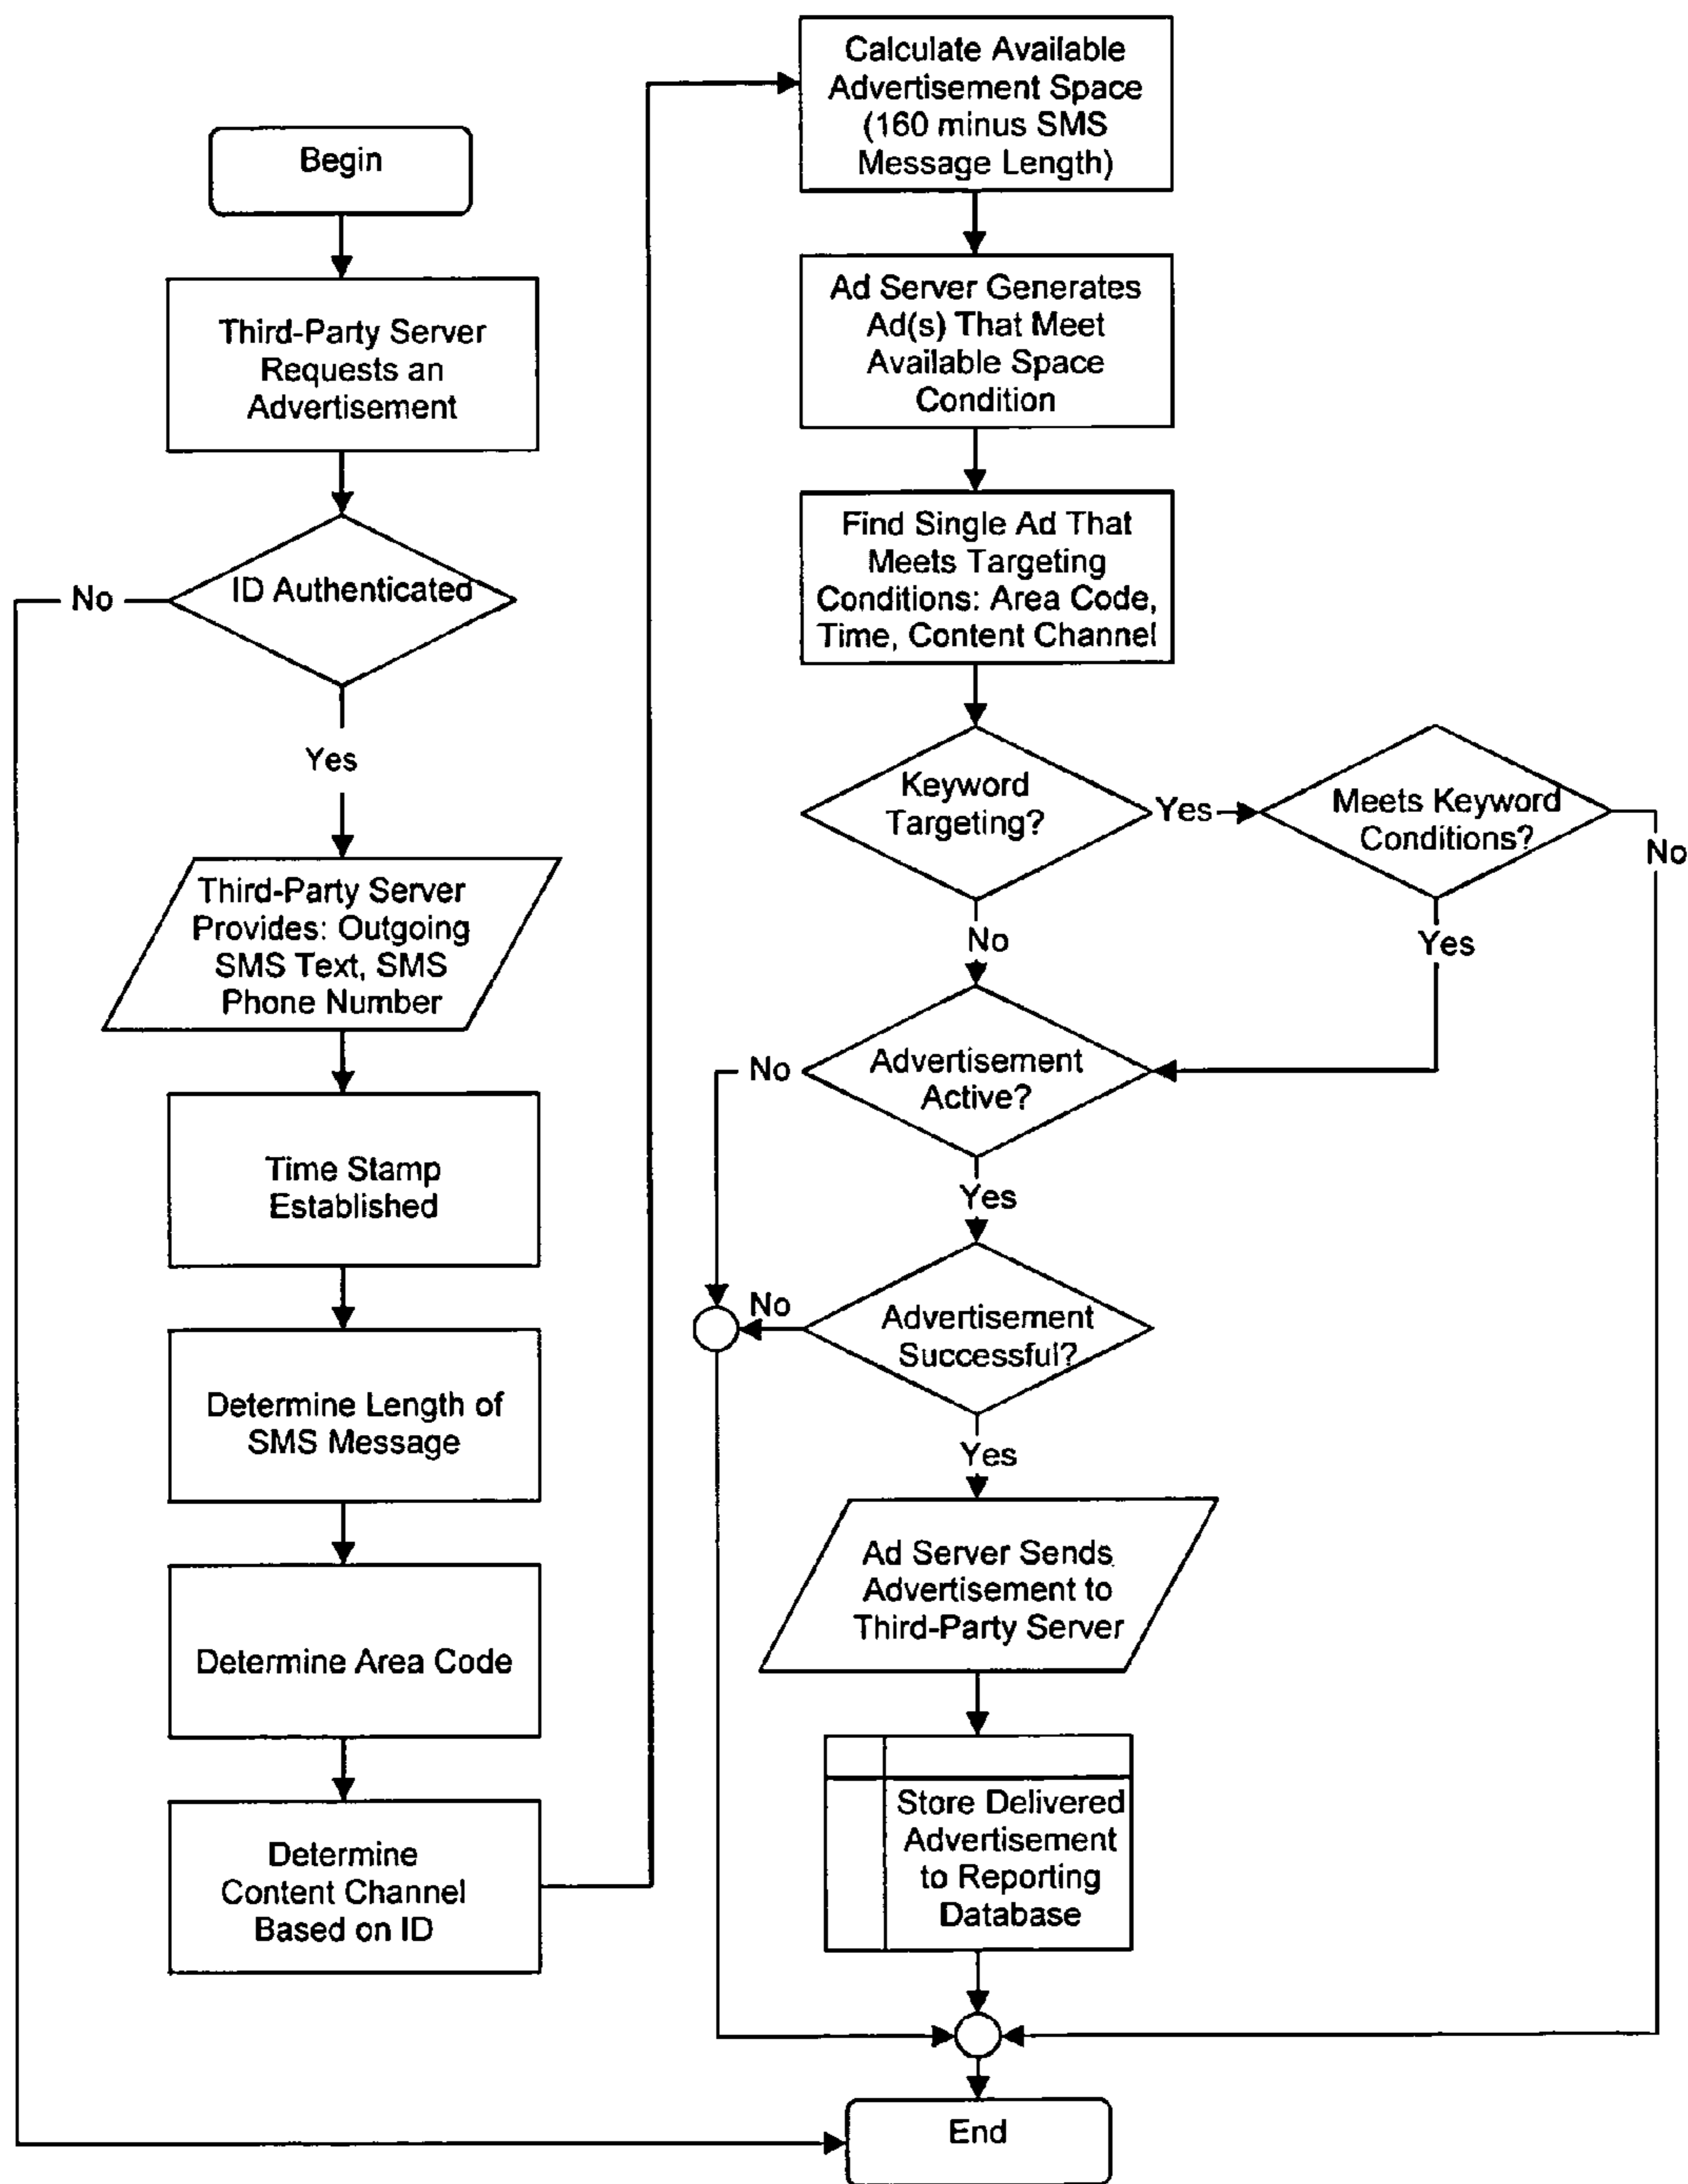 Begin
Third-Party Server
Requests an
Advertisement
ID Authenticated
No
Yes
Third-Party Server
Provides: Outgoing
SMS Text, SMS
Phone Number
Time Stamp
Established
Determine Length of
SMS Message
Determine Area Code
Determine
Content Channel
Based on ID
Calculate Available
Advertisement Space
(160 minus SMS
Message Length)
Ad Server Generates
Ad(s) That Meet
Available Space
Condition
Find Single Ad That
Meets Targeting
Conditions: Area Code,
Time, Content Channel
Keyword
Targeting?
Yes
Meets Keyword
Conditions?
No
No
Yes
Advertisement
Active?
No
Yes
Advertisement
Successful?
No
Yes
Ad Server Sends
Advertisement to
Third-Party Server
Store Delivered
Advertisement
to Reporting
Database
End